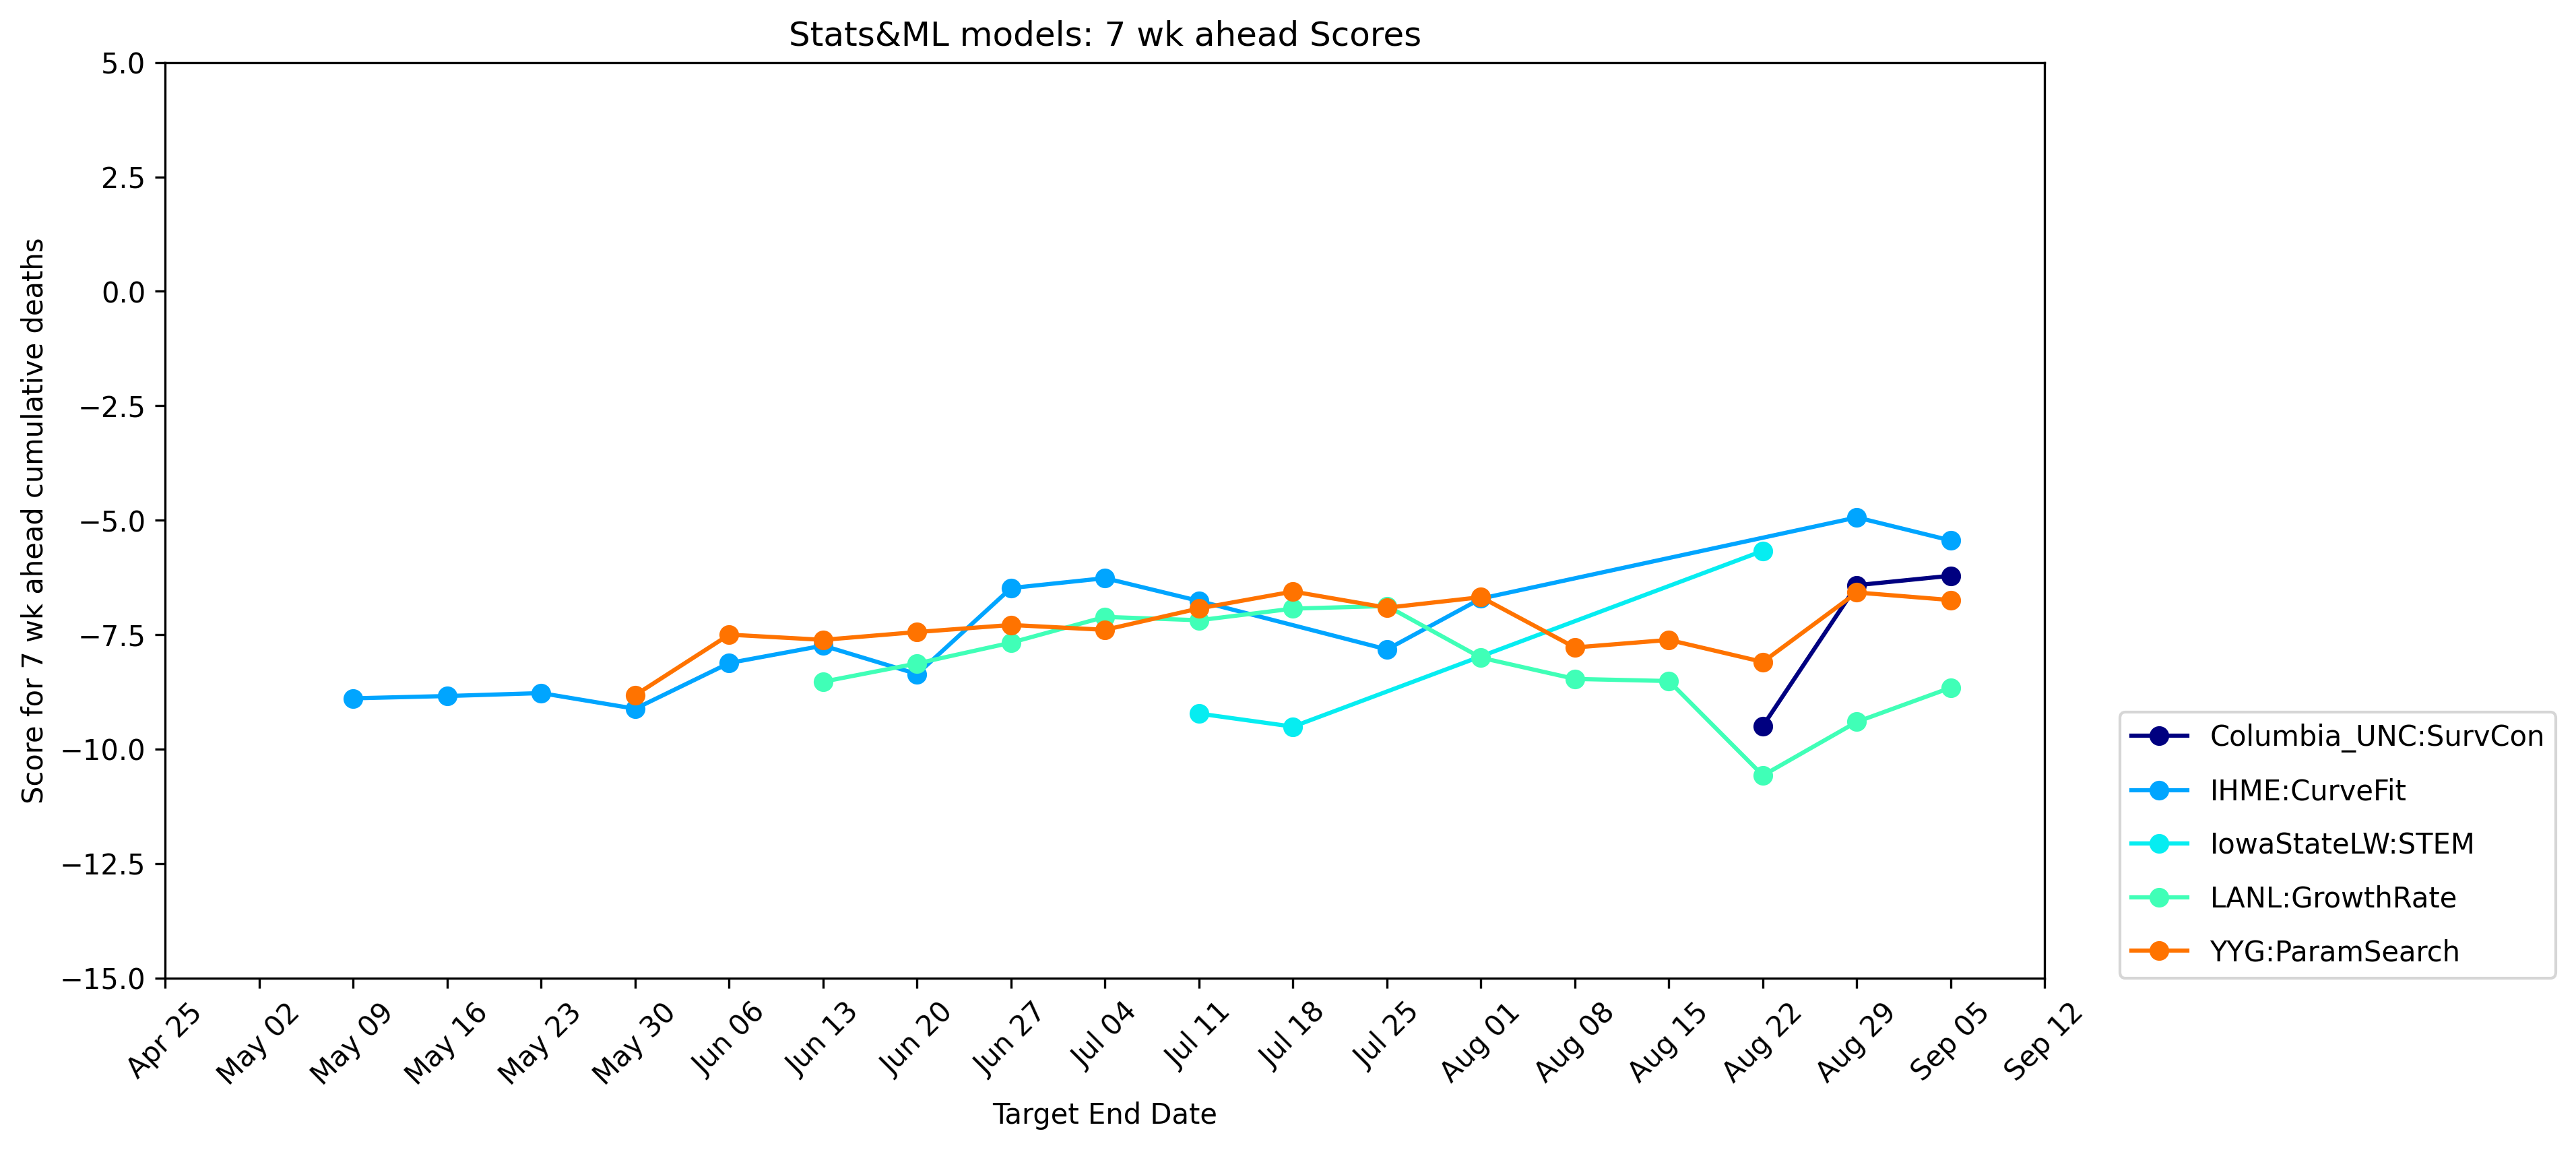 Stats&ML models: 7 wk ahead Scores
5.0
2.5
0.0
−2.5
−5.0
−7.5
−10.0
−12.5
−15.0
Score for 7 wk ahead cumulative deaths
Apr 25
May 02
May 09
May 16
May 23
May 30
Jun 06
Jun 13
Jun 20
Jun 27
Jul 04
Jul 11
Jul 18
Jul 25
Aug 01
Aug 08
Aug 15
Aug 22
Aug 29
Sep 05
Sep 12
Target End Date
Columbia_UNC:SurvCon
IHME:CurveFit
IowaStateLW:STEM
LANL:GrowthRate
YYG:ParamSearch